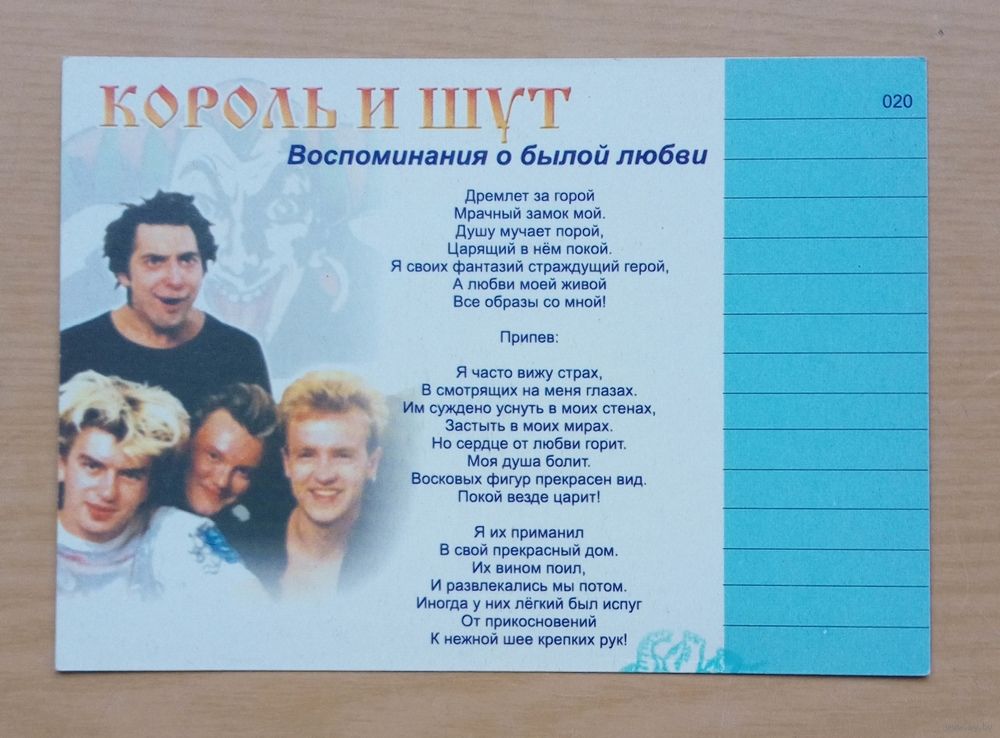 КОРОЛЬ И ШУТ
020
Воспоминания о былой любви
Дремлет за горой
Мрачный замок мой.
Душу мучает порой,
Царящий в нём покой.
Я своих фантазий страждущий герой,
А любви моей живой
Все образы со мной!
Припев:
Я часто вижу страх,
В смотрящих на меня глазах.
Им суждено уснуть в моих стенах,
Застыть в моих мирах.
Но сердце от любви горит.
Моя душа болит.
Восковых фигур прекрасен вид.
Покой везде царит!
Я их приманил
В свой прекрасный дом.
Их вином поил,
И развлекались мы потом.
Иногда у них лёгкий был испуг
От прикосновений
К нежной шее крепких рук!